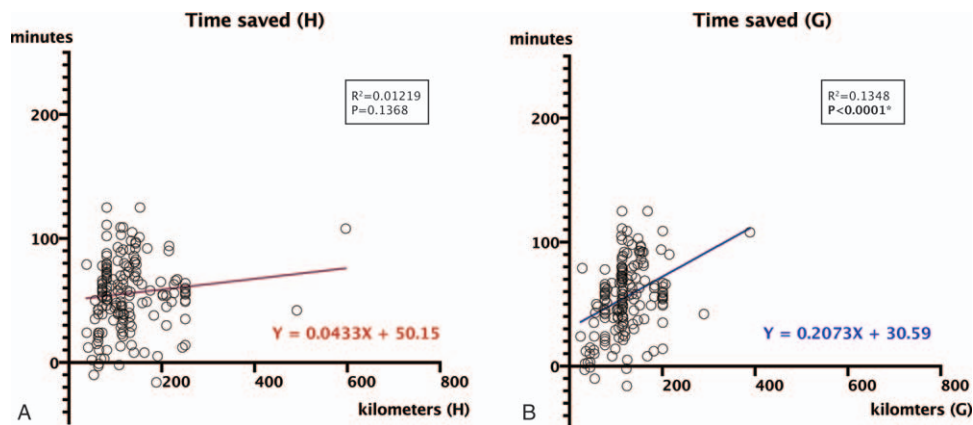 Time saved (H)
minutes
200
100
0
200
400
600
800
kilometers (H)
R²=0.01219
P=0.1368
Y = 0.0433X + 50.15
A
Time saved (G)
minutes
200
100
0
200
400
600
800
kilomters (G)
R²=0.1348
P<0.0001*
Y = 0.2073X + 30.59
B